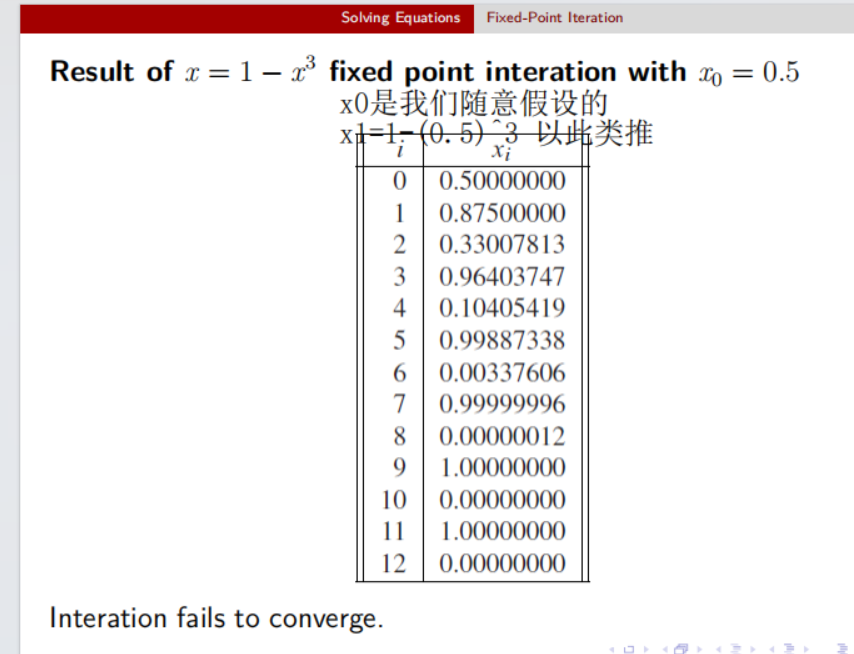 Solving Equations Fixed-Point Iteration
Result of x = 1 − x³ fixed point interation with x₀ = 0.5
x0是我们随意假设的
x1=1-(0.5)^3 以此类推
i xᵢ
0 0.50000000
1 0.87500000
2 0.33007813
3 0.96403747
4 0.10405419
5 0.99887338
6 0.00337606
7 0.99999996
8 0.00000012
9 1.00000000
10 0.00000000
11 1.00000000
12 0.00000000
Interation fails to converge.